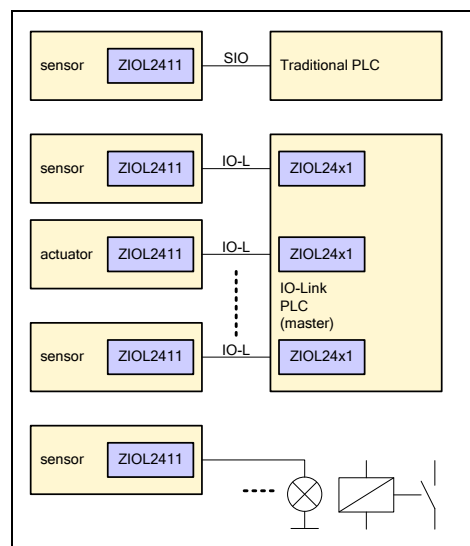 SIO
sensor ZIOL2411 Traditional PLC
IO-L
sensor ZIOL2411 ZIOL24x1
IO-L
actuator ZIOL2411 ZIOL24x1
IO-Link
PLC
(master)
IO-L
sensor ZIOL2411 ZIOL24x1
sensor ZIOL2411